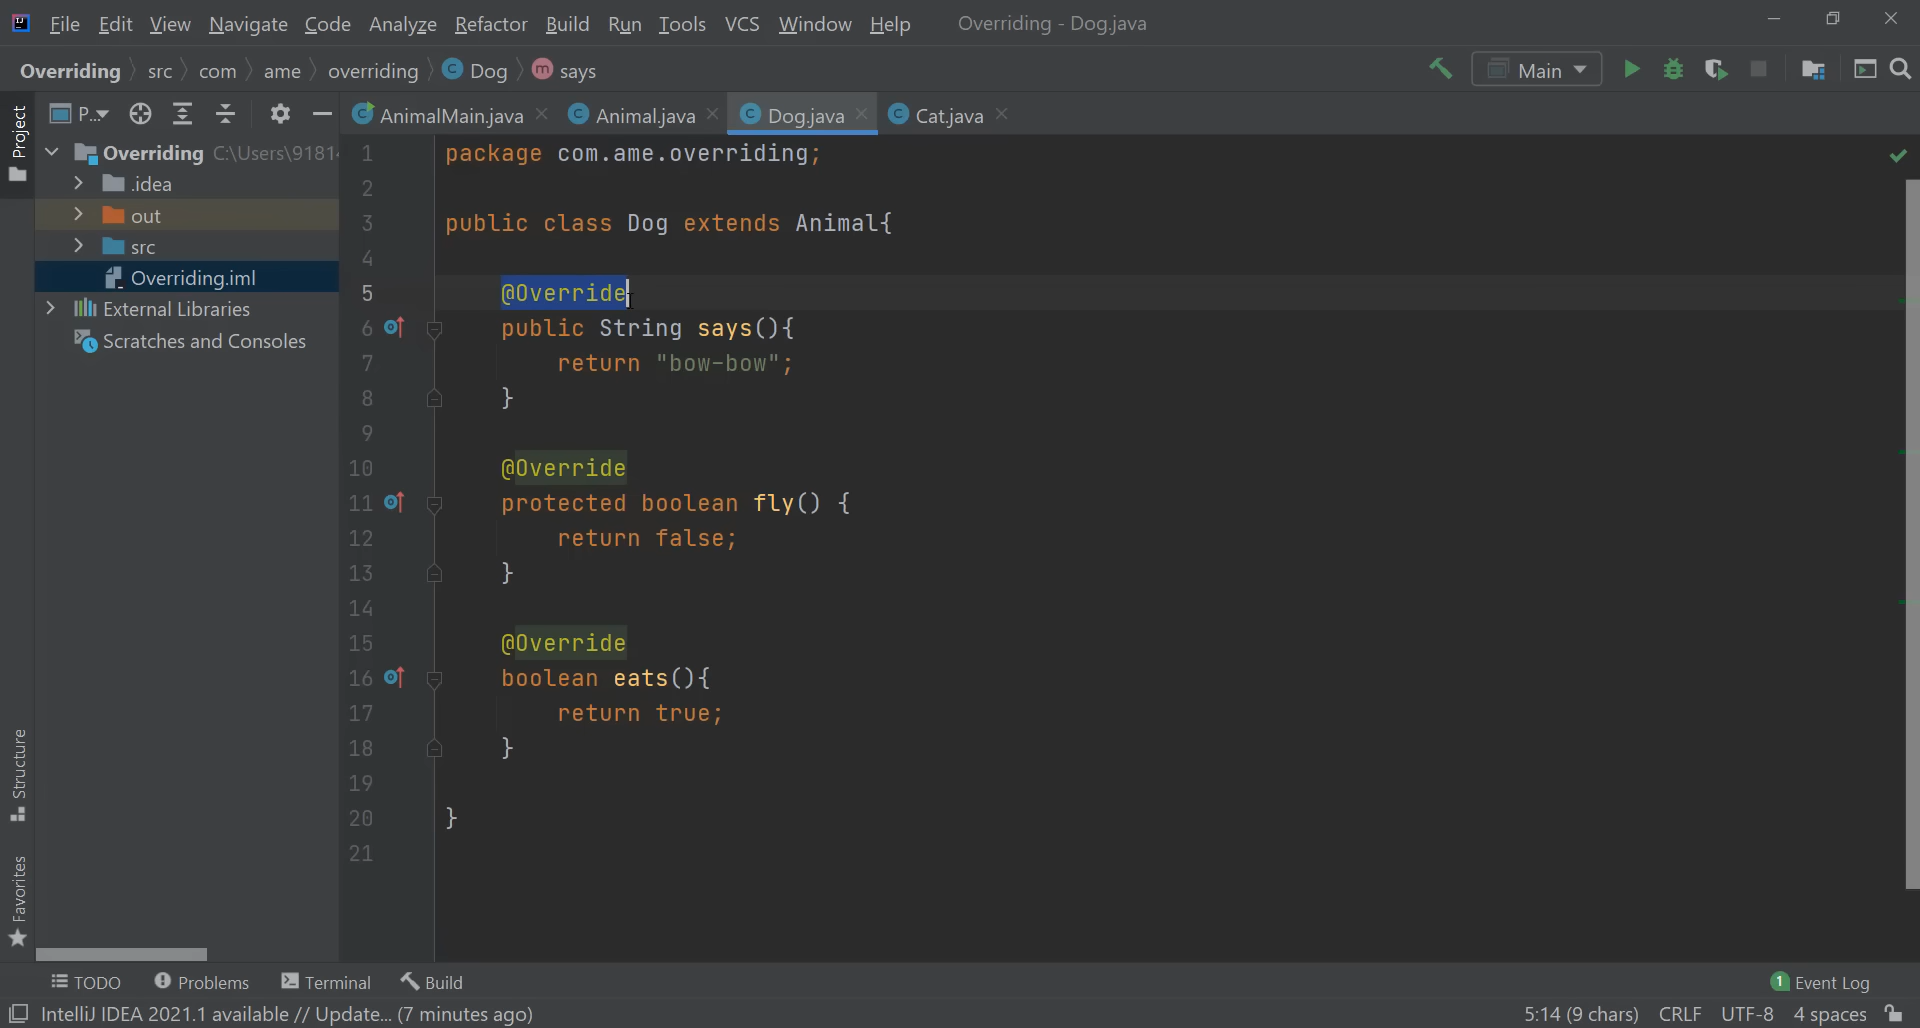 File Edit View Navigate Code Analyze Refactor Build Run Tools VCS Window Help Overriding - Dog.java
Overriding src com ame overriding Dog says Main
P... AnimalMain.java Animal.java Dog.java Cat.java
Project
Overriding C:\Users\9181
.idea
out
src
Overriding.iml
External Libraries
Scratches and Consoles
Structure
Favorites
1 package com.ame.overriding;
2
3 public class Dog extends Animal{
4
5 @Override
6 public String says(){
7 return "bow-bow";
8 }
9
10 @Override
11 protected boolean fly() {
12 return false;
13 }
14
15 @Override
16 boolean eats(){
17 return true;
18 }
19
20 }
21
TODO Problems Terminal Build 1 Event Log
IntelliJ IDEA 2021.1 available // Update... (7 minutes ago) 5:14 (9 chars) CRLF UTF-8 4 spaces